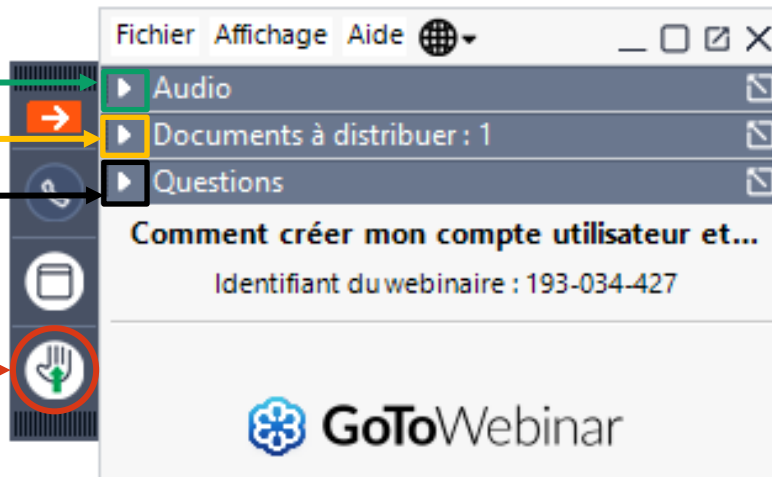 Fichier Affichage Aide
Audio
Documents à distribuer : 1
Questions
Comment créer mon compte utilisateur et...
Identifiant du webinaire : 193-034-427
GoToWebinar